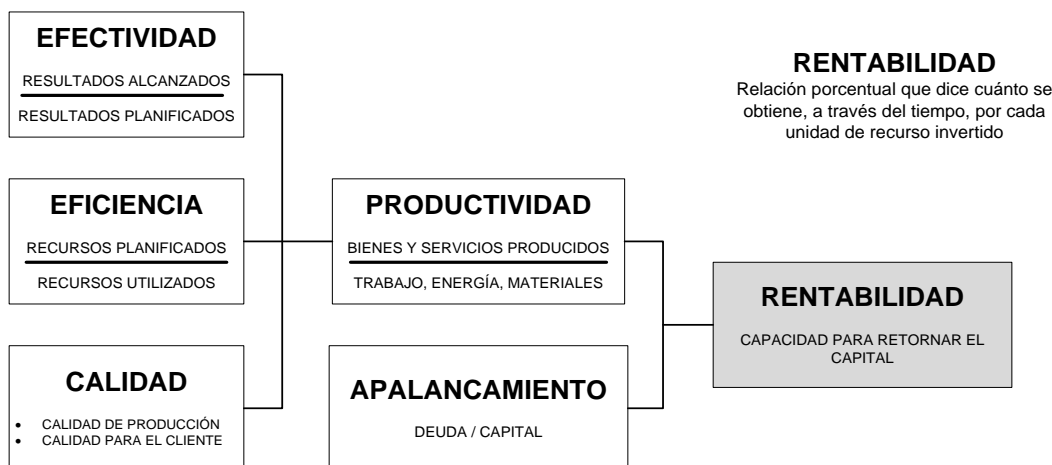 EFECTIVIDAD
RESULTADOS ALCANZADOS
RESULTADOS PLANIFICADOS
RENTABILIDAD
Relación porcentual que dice cuánto se
obtiene, a través del tiempo, por cada
unidad de recurso invertido
EFICIENCIA
RECURSOS PLANIFICADOS
RECURSOS UTILIZADOS
PRODUCTIVIDAD
BIENES Y SERVICIOS PRODUCIDOS
TRABAJO, ENERGÍA, MATERIALES
RENTABILIDAD
CAPACIDAD PARA RETORNAR EL
CAPITAL
CALIDAD
• CALIDAD DE PRODUCCIÓN
• CALIDAD PARA EL CLIENTE
APALANCAMIENTO
DEUDA / CAPITAL